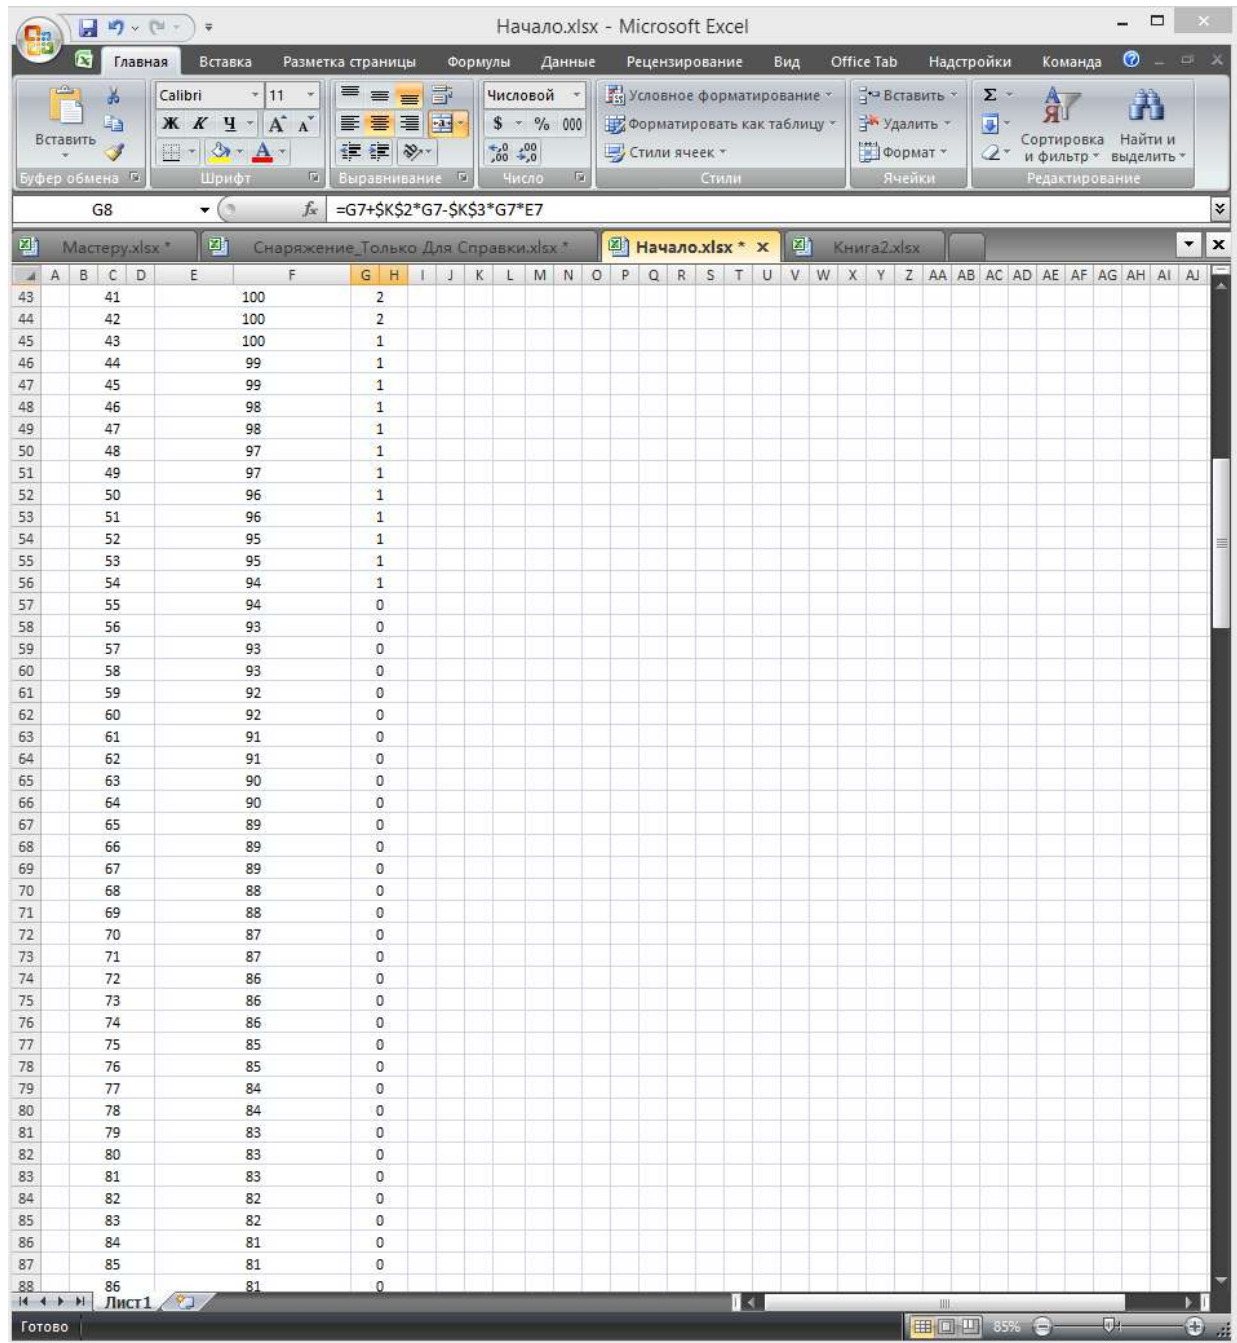 Начало.xlsx - Microsoft Excel
Главная Вставка Разметка страницы Формулы Данные Рецензирование Вид Office Tab Надстройки Команда
Вставить
Буфер обмена
Calibri 11
Ж К Ч А А
А
Шрифт
Выравнивание
Числовой
$ % 000
,0 ,00 ,00 ,0
Число
Условное форматирование
Форматировать как таблицу
Стили ячеек
Стили
Вставить
Удалить
Формат
Ячейки
Σ
Сортировка и фильтр
Найти и выделить
Редактирование
G8 fx =G7+$K$2*G7-$K$3*G7*E7
Мастеру.xlsx * Снаряжение_Только Для Справки.xlsx * Начало.xlsx * Книга2.xlsx
A B C D E F G H I J K L M N O P Q R S T U V W X Y Z AA AB AC AD AE AF AG AH AI AJ
43 41 100 2
44 42 100 2
45 43 100 1
46 44 99 1
47 45 99 1
48 46 98 1
49 47 98 1
50 48 97 1
51 49 97 1
52 50 96 1
53 51 96 1
54 52 95 1
55 53 95 1
56 54 94 1
57 55 94 0
58 56 93 0
59 57 93 0
60 58 93 0
61 59 92 0
62 60 92 0
63 61 91 0
64 62 91 0
65 63 90 0
66 64 90 0
67 65 89 0
68 66 89 0
69 67 89 0
70 68 88 0
71 69 88 0
72 70 87 0
73 71 87 0
74 72 86 0
75 73 86 0
76 74 86 0
77 75 85 0
78 76 85 0
79 77 84 0
80 78 84 0
81 79 83 0
82 80 83 0
83 81 83 0
84 82 82 0
85 83 82 0
86 84 81 0
87 85 81 0
88 86 81 0
Лист1
Готово 85%